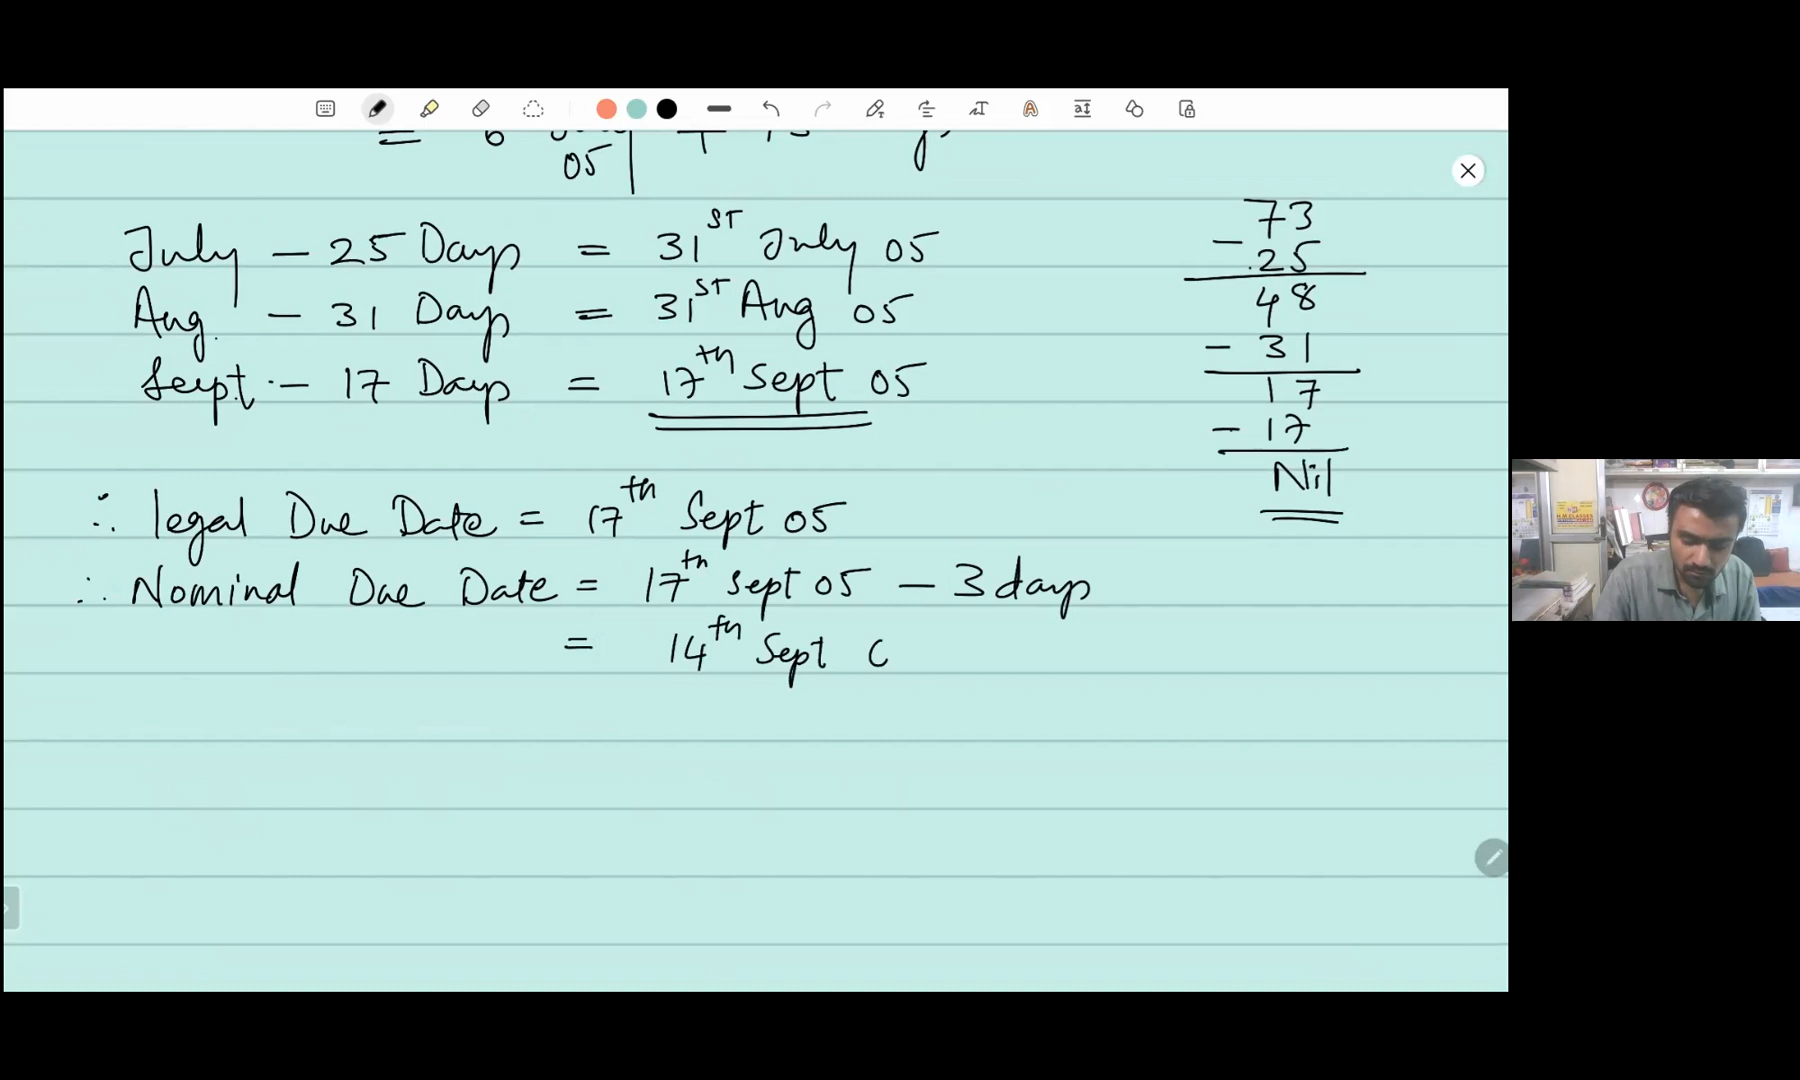 05
July - 25 Days = 31ST July 05
Aug. - 31 Days = 31ST Aug 05
Sept. - 17 Days = 17th Sept 05
∴ legal Due Date = 17th Sept 05
∴ Nominal Due Date = 17th Sept 05 - 3 days
= 14th Sept 0
73
- 25
48
- 31
17
- 17
Nil